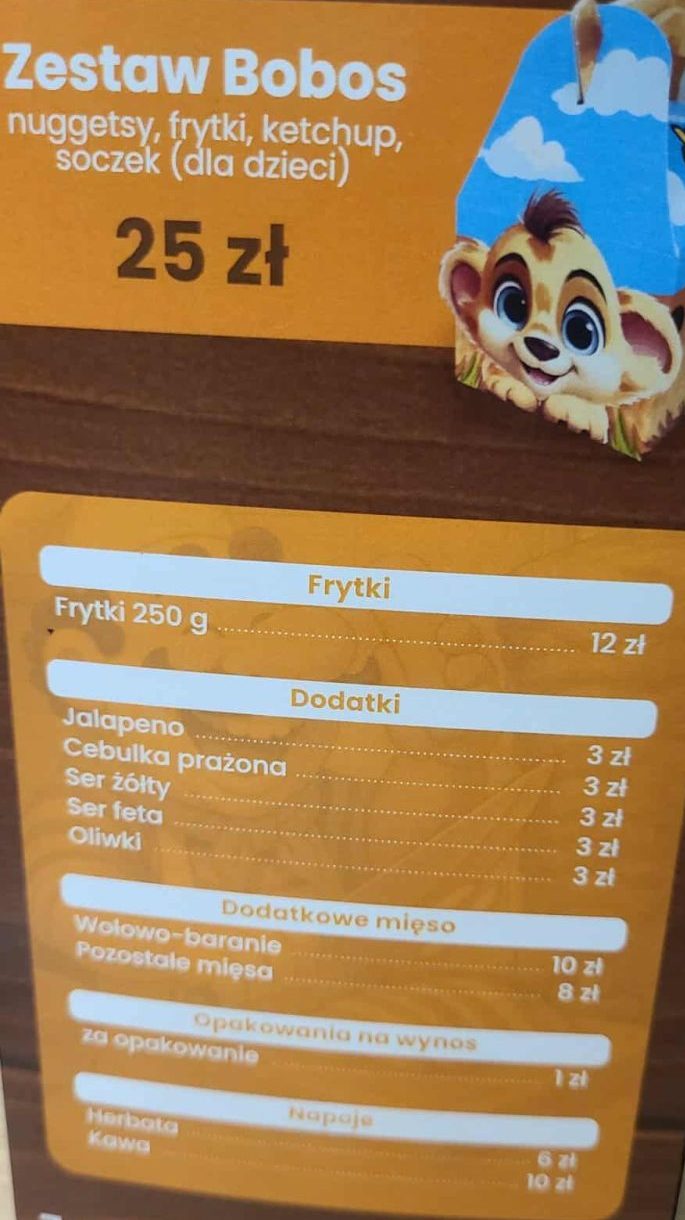 Zestaw Bobos
nuggetsy, frytki, ketchup,
soczek (dla dzieci)
25 zł
Frytki
Frytki 250 g 12 zł
Dodatki
Jalapeno 3 zł
Cebulka prażona 3 zł
Ser żółty 3 zł
Ser feta 3 zł
Oliwki 3 zł
Dodatkowe mięso
Wołowo-baranie 10 zł
Pozostałe mięsa 8 zł
Opakowania na wynos
za opakowanie 1 zł
Napoje
Herbata 6 zł
Kawa 10 zł